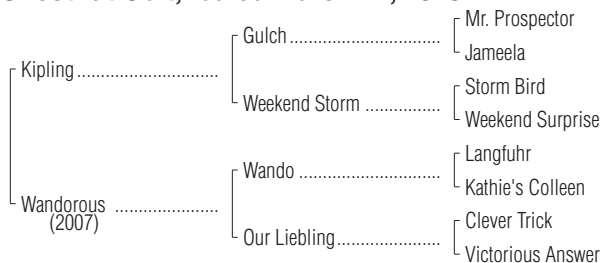 Kipling
Wandorous
(2007)
Gulch
Weekend Storm
Wando
Our Liebling
Mr. Prospector
Jameela
Storm Bird
Weekend Surprise
Langfuhr
Kathie's Colleen
Clever Trick
Victorious Answer